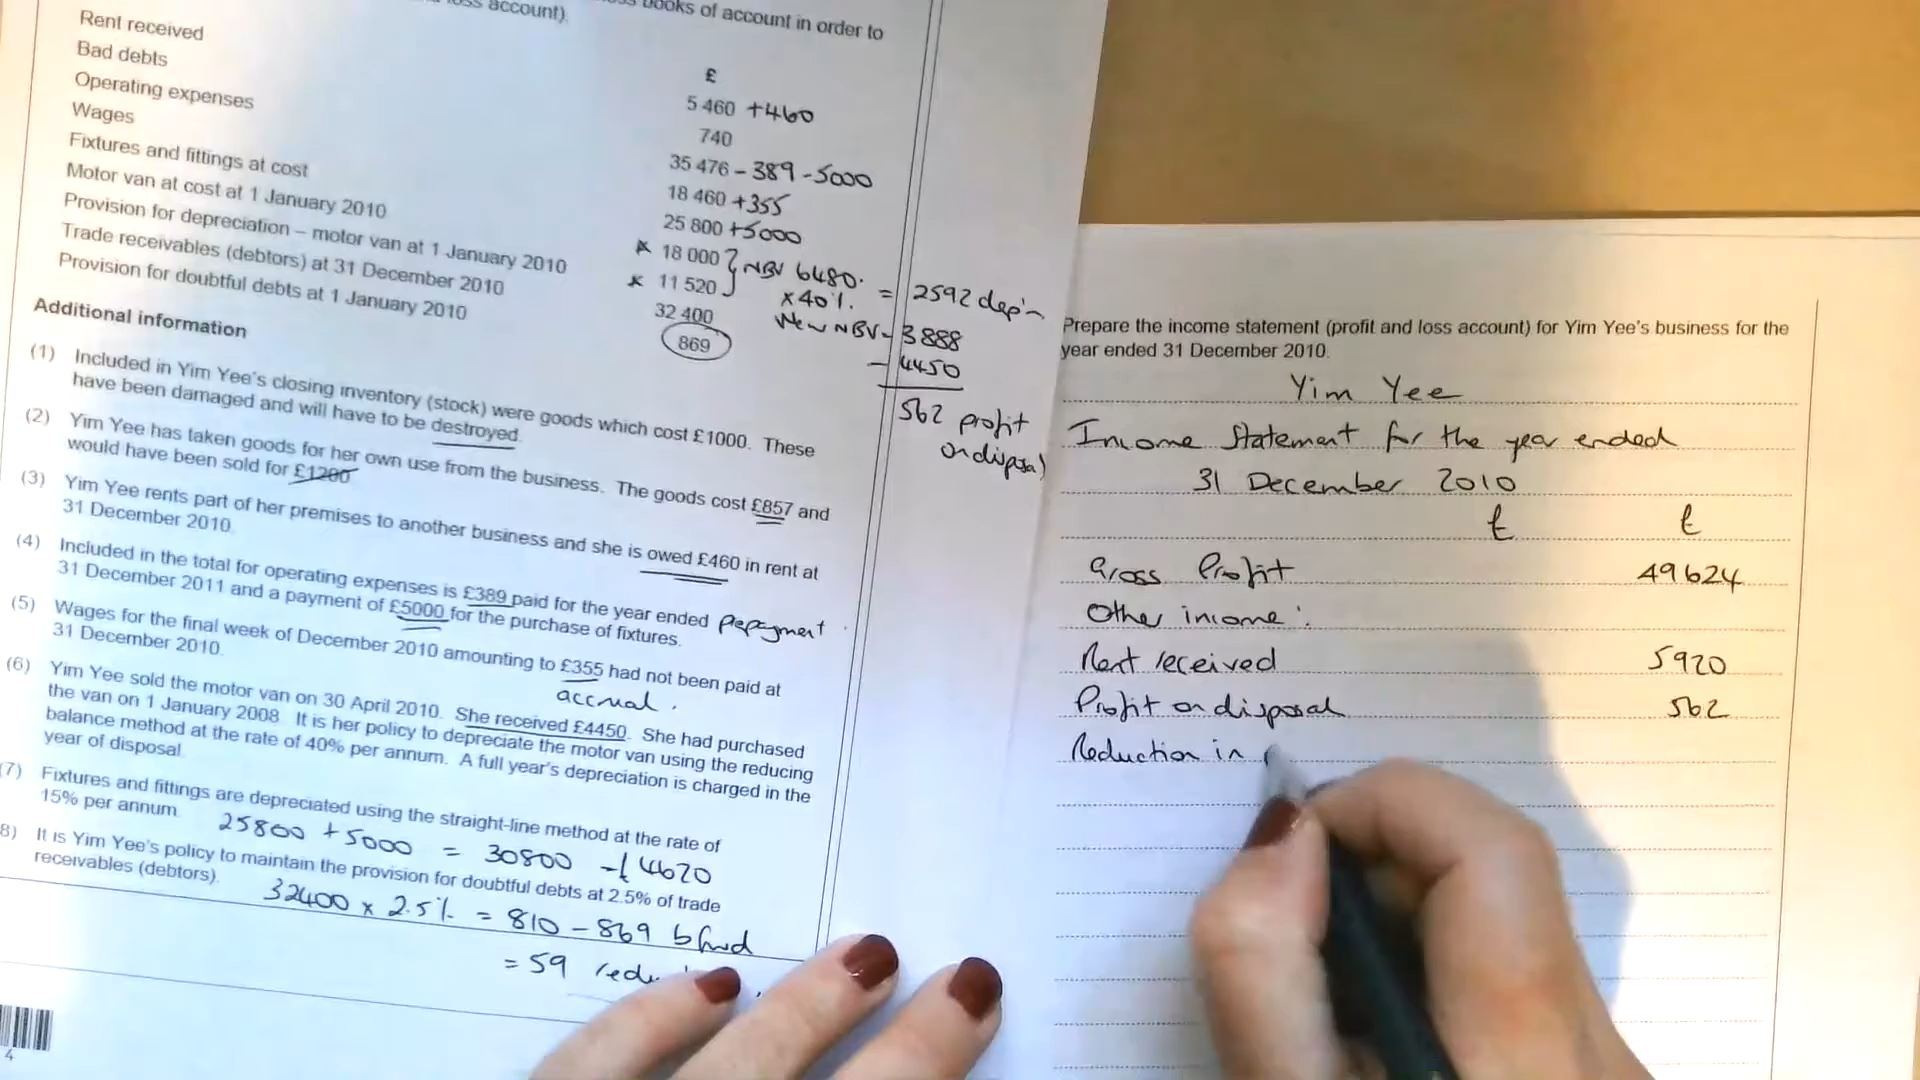 books of account in order to
loss account).
£
Rent received 5 460 +460
Bad debts 740
Operating expenses 35 476 - 389 - 5000
Wages 18 460 +355
Fixtures and fittings at cost 25 800 +5000
Motor van at cost at 1 January 2010 × 18 000 } NBV 6480.
Provision for depreciation – motor van at 1 January 2010 × 11 520 × 40% = 2592 dep'n
Trade receivables (debtors) at 31 December 2010 32 400 New NBV - 3888
Provision for doubtful debts at 1 January 2010 869 - 4450
562 profit
on disposal
Additional information
(1) Included in Yim Yee's closing inventory (stock) were goods which cost £1000. These
have been damaged and will have to be destroyed.
(2) Yim Yee has taken goods for her own use from the business. The goods cost £857 and
would have been sold for £1200
(3) Yim Yee rents part of her premises to another business and she is owed £460 in rent at
31 December 2010.
(4) Included in the total for operating expenses is £389 paid for the year ended prepayment
31 December 2011 and a payment of £5000 for the purchase of fixtures.
(5) Wages for the final week of December 2010 amounting to £355 had not been paid at
31 December 2010.
accrual.
(6) Yim Yee sold the motor van on 30 April 2010. She received £4450. She had purchased
the van on 1 January 2008. It is her policy to depreciate the motor van using the reducing
balance method at the rate of 40% per annum. A full year's depreciation is charged in the
year of disposal.
(7) Fixtures and fittings are depreciated using the straight-line method at the rate of
15% per annum.
25800 + 5000 = 30800 - £4620
8) It is Yim Yee's policy to maintain the provision for doubtful debts at 2.5% of trade
receivables (debtors).
32400 × 2.5% = 810 - 869 b fwd
= 59
4
Prepare the income statement (profit and loss account) for Yim Yee's business for the
year ended 31 December 2010.
Yim Yee
Income Statement for the year ended
31 December 2010
£ £
Gross Profit 49624
Other income:
Rent received 5920
Profit on disposal 562
Reduction in